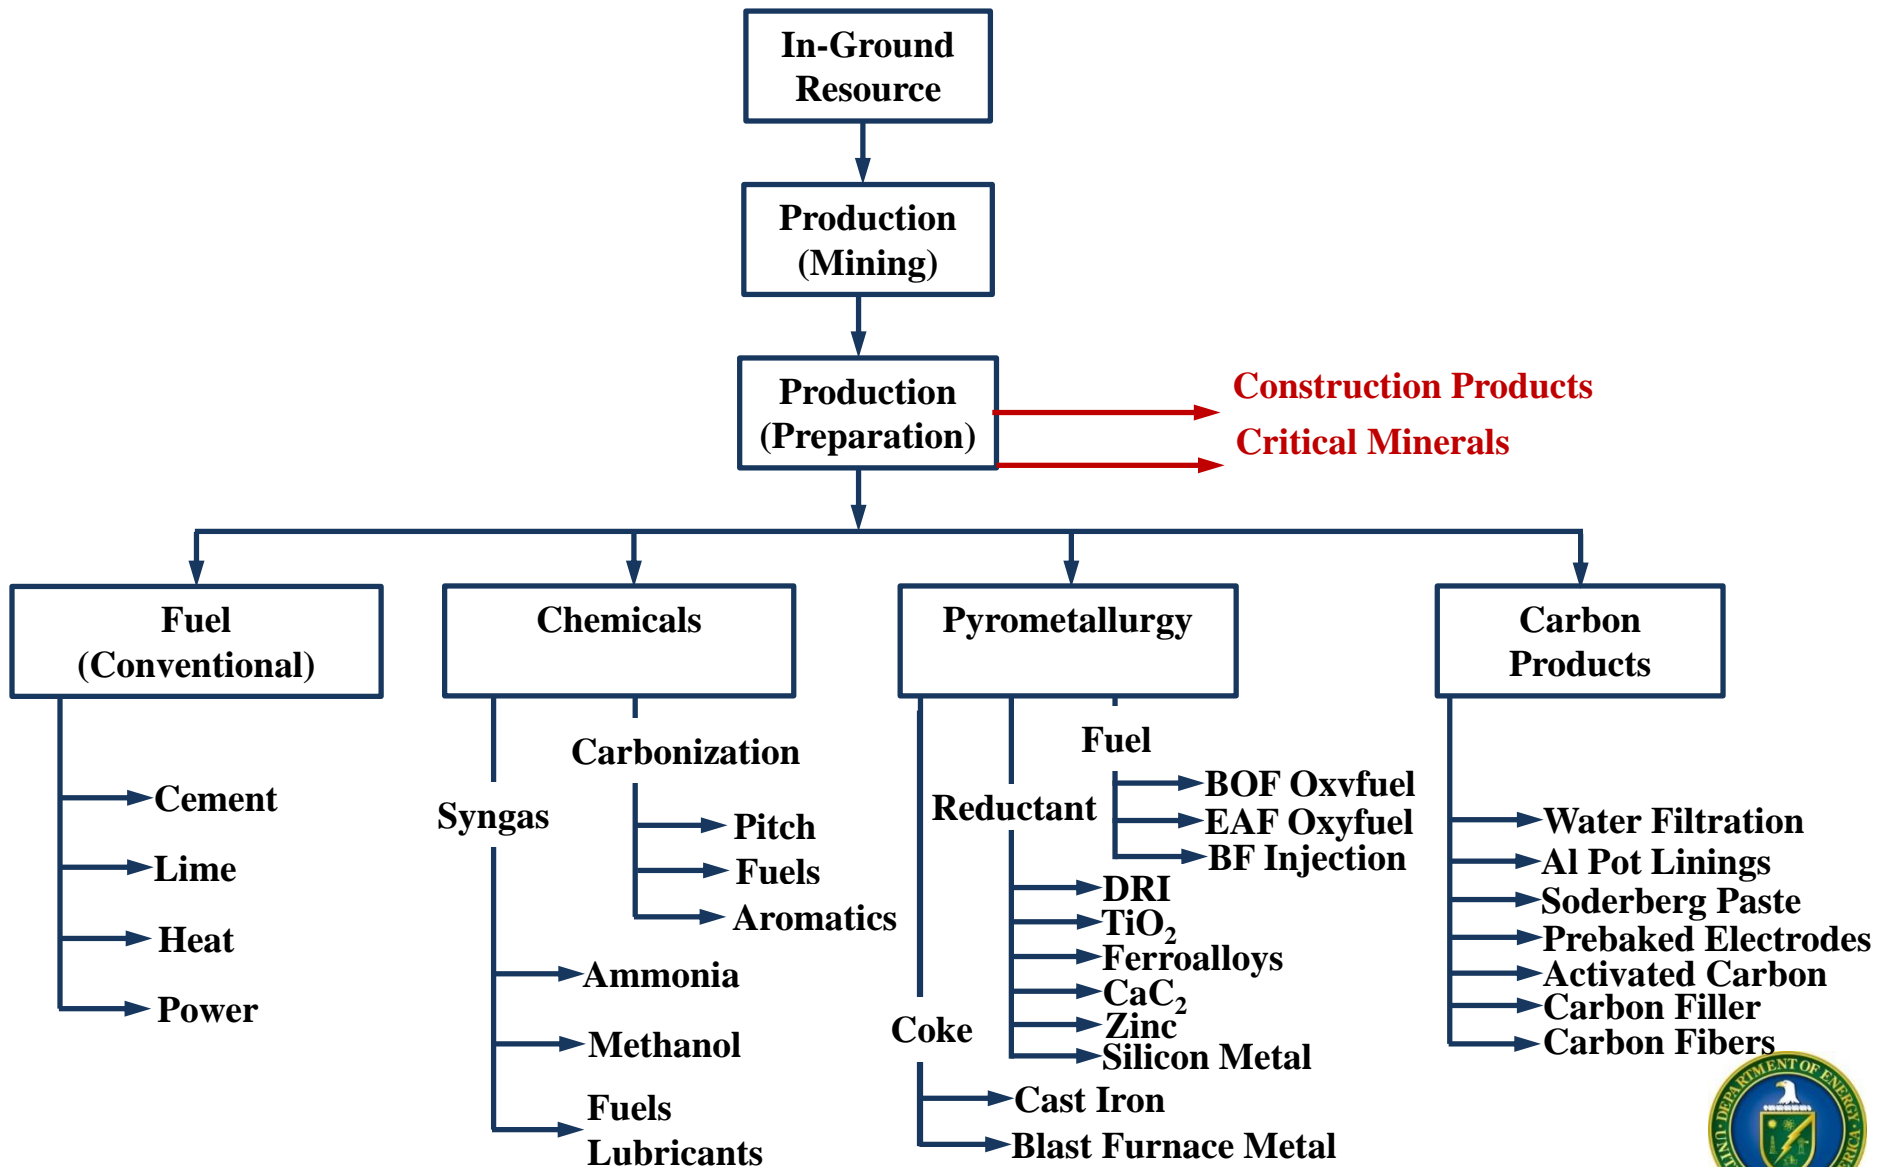 In-Ground
Resource
Production
(Mining)
Production
(Preparation)
Construction Products
Critical Minerals
Fuel
(Conventional)
Cement
Lime
Heat
Power
Chemicals
Syngas
Carbonization
Pitch
Fuels
Aromatics
Ammonia
Methanol
Fuels
Lubricants
Pyrometallurgy
Fuel
BOF Oxvfuel
EAF Oxyfuel
BF Injection
Reductant
DRI
TiO₂
Ferroalloys
CaC₂
Zinc
Silicon Metal
Coke
Cast Iron
Blast Furnace Metal
Carbon
Products
Water Filtration
Al Pot Linings
Soderberg Paste
Prebaked Electrodes
Activated Carbon
Carbon Filler
Carbon Fibers
DEPARTMENT OF ENERGY